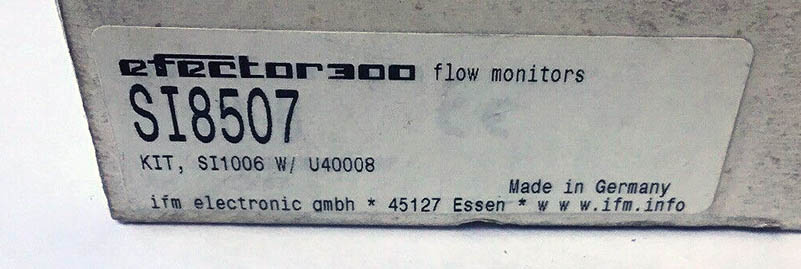 efector300 flow monitors
SI8507
KIT, SI1006 W/ U40008
Made in Germany
ifm electronic gmbh * 45127 Essen * w w w.ifm.info